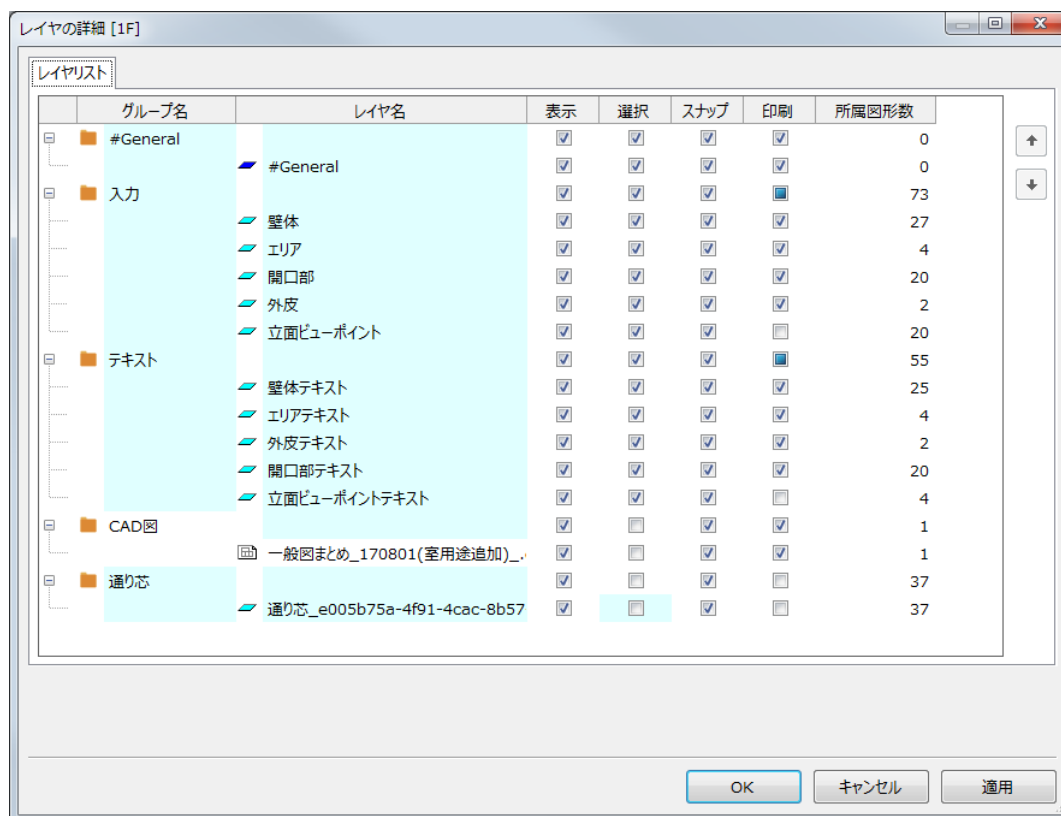 レイヤの詳細 [1F]
レイヤリスト
グループ名 レイヤ名 表示 選択 スナップ 印刷 所属図形数
#General 0
#General 0
入力 73
壁体 27
エリア 4
開口部 20
外皮 2
立面ビューポイント 20
テキスト 55
壁体テキスト 25
エリアテキスト 4
外皮テキスト 2
開口部テキスト 20
立面ビューポイントテキスト 4
CAD図 1
一般図まとめ_170801(室用途追加)_. 1
通り芯 37
通り芯_e005b75a-4f91-4cac-8b57 37
OK キャンセル 適用